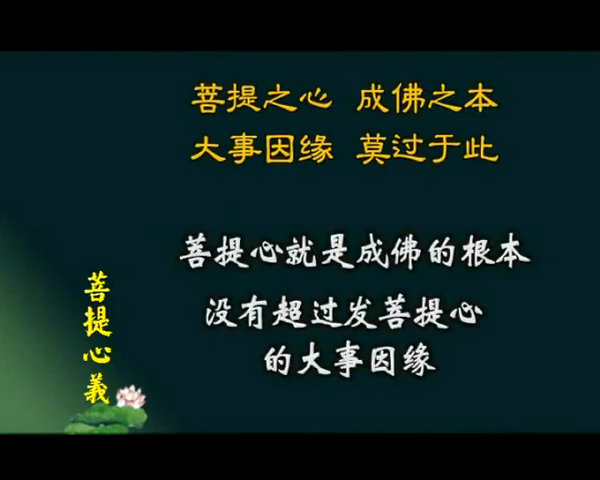 菩提之心 成佛之本
大事因缘 莫过于此
菩提心就是成佛的根本
没有超过发菩提心
的大事因缘
菩提心義